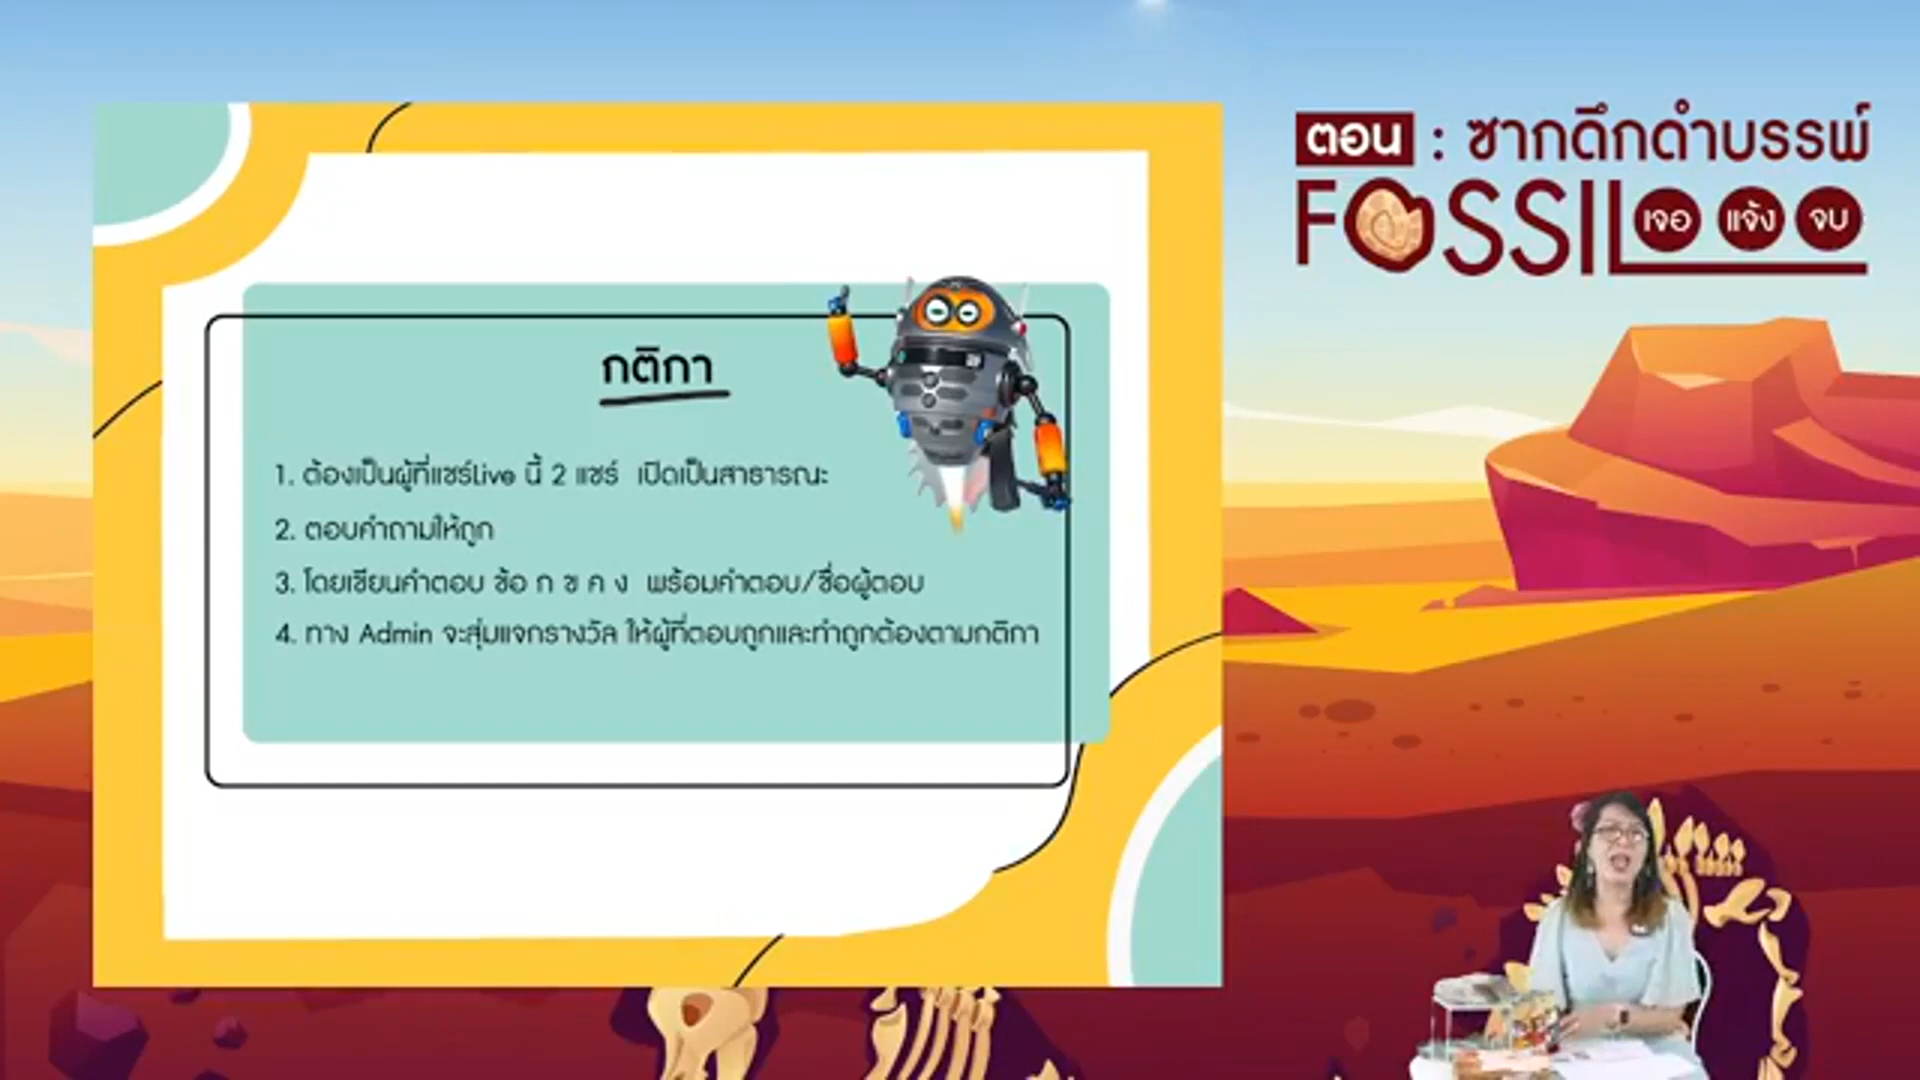 ตอน : ซากดึกดำบรรพ์
FOSSIL เจอ แจ้ง จบ
กติกา
1. ต้องเป็นผู้ที่แชร์Live นี้ 2 แชร์ เปิดเป็นสาธารณะ
2. ตอบคำถามให้ถูก
3. โดยเขียนคำตอบ ข้อ ก ข ค ง พร้อมคำตอบ/ชื่อผู้ตอบ
4. ทาง Admin จะสุ่มแจกรางวัล ให้ผู้ที่ตอบถูกและทำถูกต้องตามกติกา